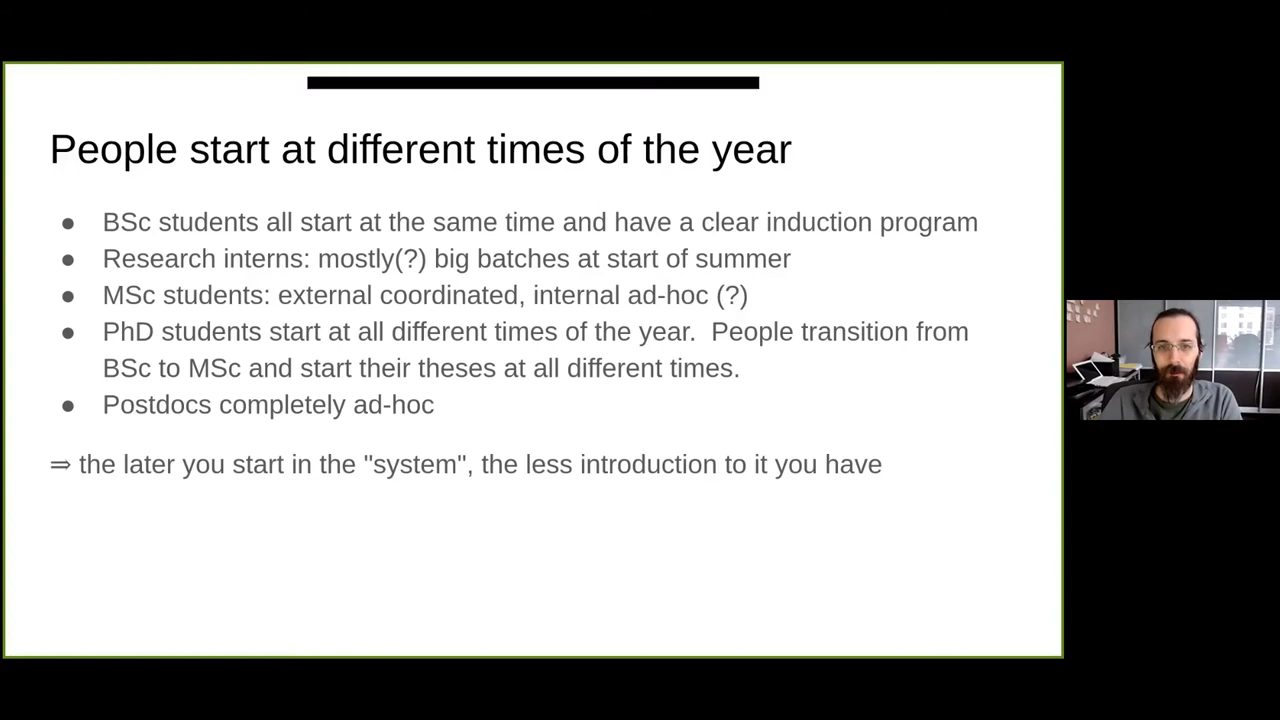 People start at different times of the year
● BSc students all start at the same time and have a clear induction program
● Research interns: mostly(?) big batches at start of summer
● MSc students: external coordinated, internal ad-hoc (?)
● PhD students start at all different times of the year.  People transition from
BSc to MSc and start their theses at all different times.
● Postdocs completely ad-hoc
⇒ the later you start in the "system", the less introduction to it you have